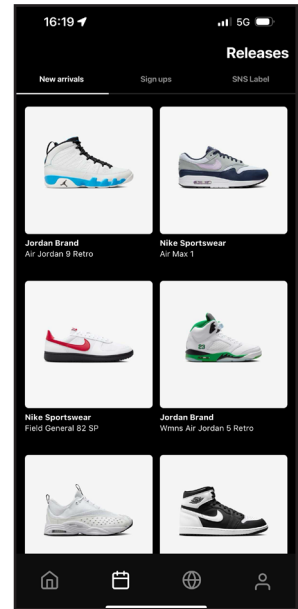 16:19
5G
Releases
New arrivals
Sign ups
SNS Label
Jordan Brand
Air Jordan 9 Retro
Nike Sportswear
Air Max 1
23
Nike Sportswear
Field General 82 SP
Jordan Brand
Wmns Air Jordan 5 Retro